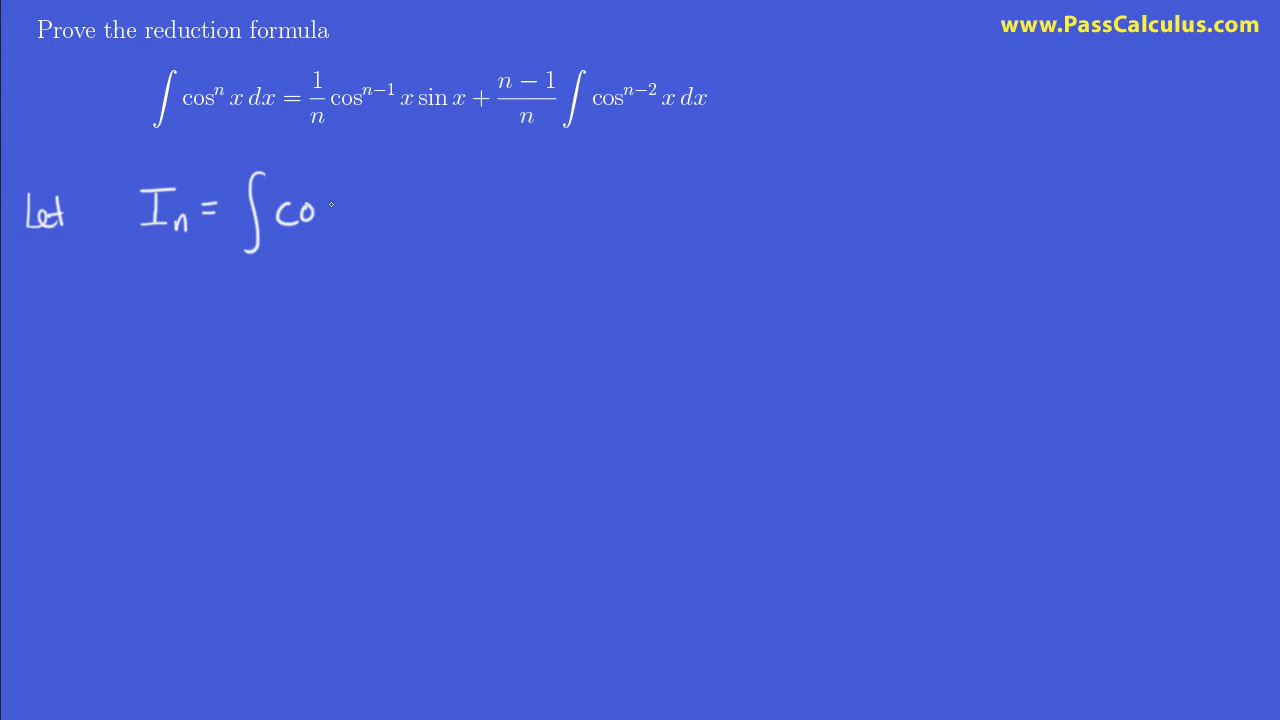 Prove the reduction formula
www.PassCalculus.com
∫ cosⁿ x dx = 1/n cosⁿ⁻¹ x sin x + (n − 1)/n ∫ cosⁿ⁻² x dx
Let Iₙ = ∫ co